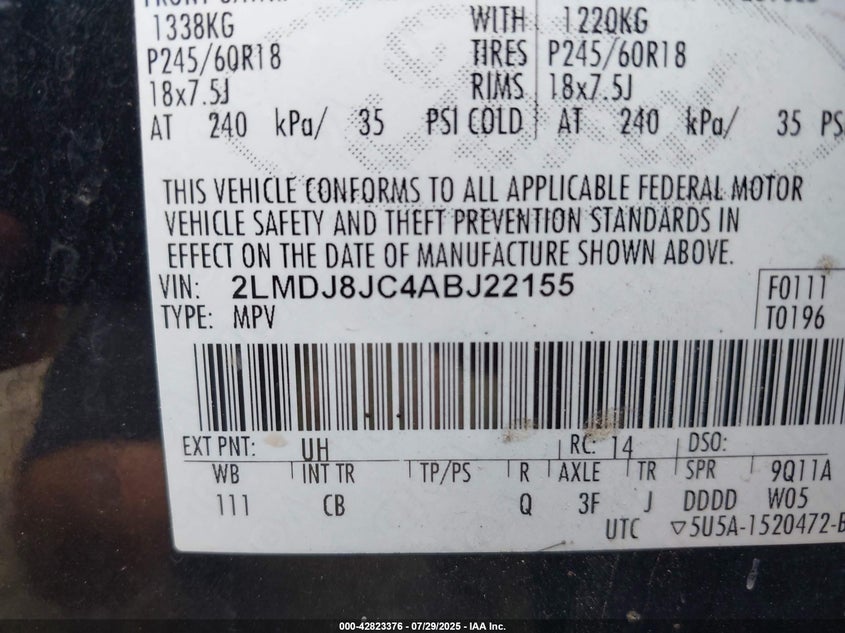 1338KG WITH 1220KG
P245/60R18 TIRES P245/60R18
18x7.5J RIMS 18x7.5J
AT 240 kPa/ 35 PSI COLD AT 240 kPa/ 35 PS
THIS VEHICLE CONFORMS TO ALL APPLICABLE FEDERAL MOTOR
VEHICLE SAFETY AND THEFT PREVENTION STANDARDS IN
EFFECT ON THE DATE OF MANUFACTURE SHOWN ABOVE.
VIN: 2LMDJ8JC4ABJ22155 F0111
TYPE: MPV T0196
EXT PNT: UH RC: 14 DSO:
WB INT TR TP/PS R AXLE TR SPR 9Q11A
111 CB Q 3F J DDDD W05
UTC ▽5U5A-1520472-B
000-42823376 - 07/29/2025 - IAA Inc.